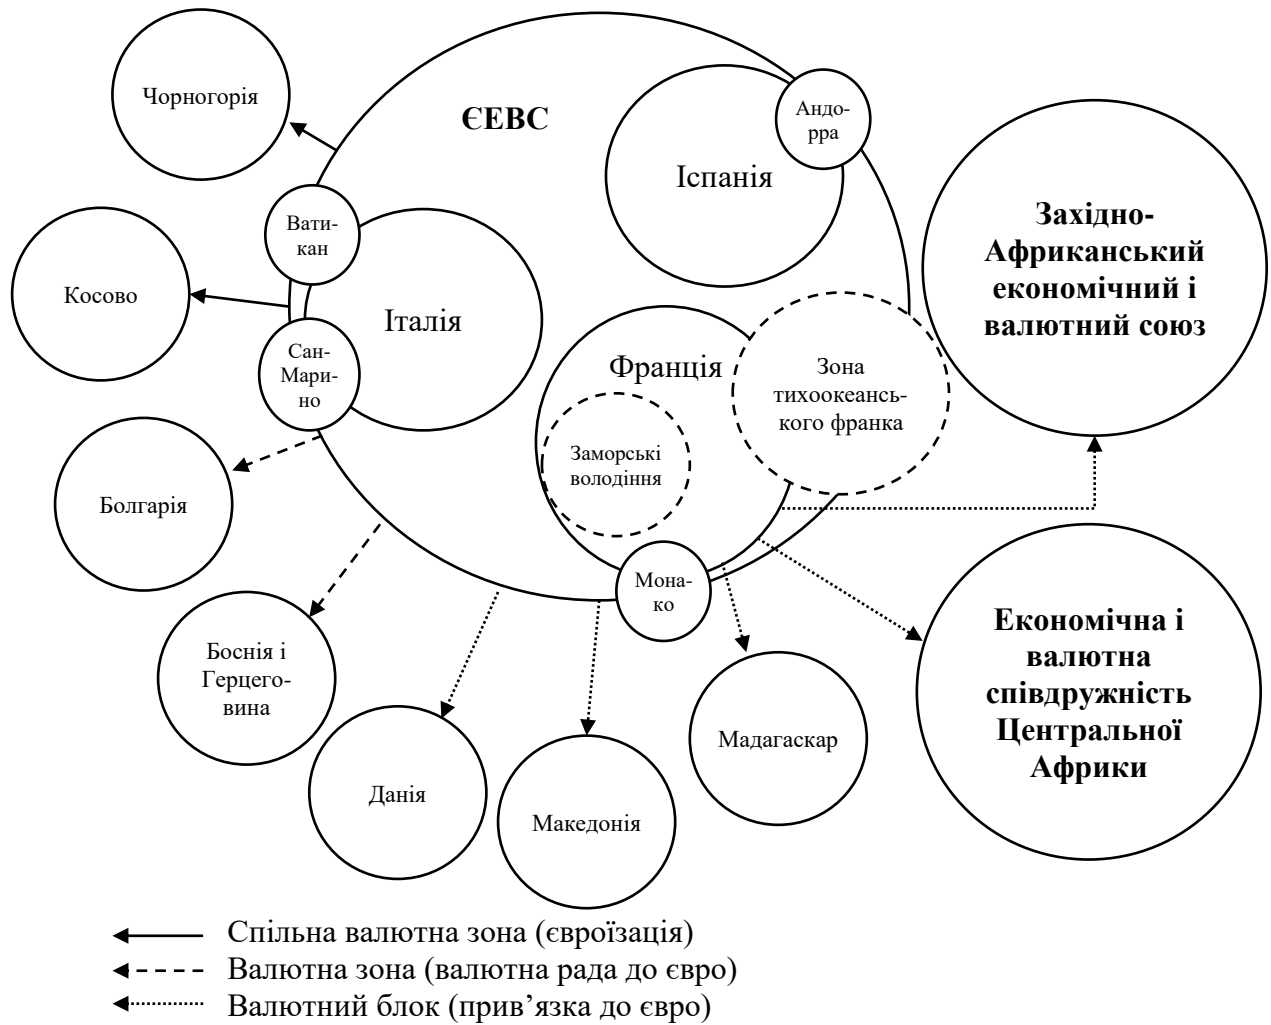 Чорногорія
ЄЕВС
Андо-
рра
Іспанія
Західно-
Африканський
економічний і
валютний союз
Вати-
кан
Косово
Італія
Сан-
Мари-
но
Франція
Зона
тихоокеансь-
кого франка
Заморські
володіння
Болгарія
Мона-
ко
Боснія і
Герцего-
вина
Економічна і
валютна
співдружність
Центральної
Африки
Данія
Македонія
Мадагаскар
Спільна валютна зона (євроїзація)
Валютна зона (валютна рада до євро)
Валютний блок (прив’язка до євро)